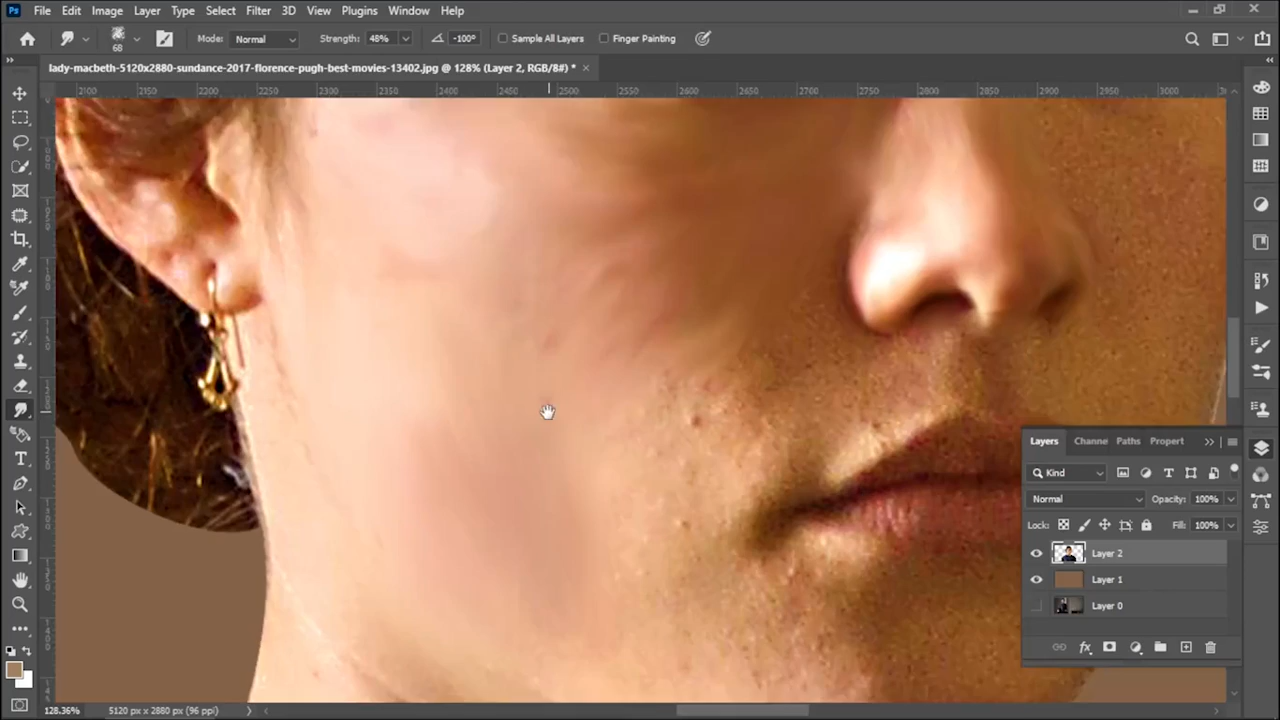 Ps File Edit Image Layer Type Select Filter 3D View Plugins Window Help
68 Mode: Normal Strength: 48% -100° Sample All Layers Finger Painting
lady-macbeth-5120x2880-sundance-2017-florence-pugh-best-movies-13402.jpg @ 128% (Layer 2, RGB/8#) *
2100 2150 2200 2250 2300 2350 2400 2450 2500 2550 2600 2650 2700 2750 2800 2850 2900 2950 3000
Layers Channe Paths Propert
Kind
Normal Opacity: 100%
Lock: Fill: 100%
Layer 2
Layer 1
Layer 0
128.36% 5120 px x 2880 px (96 ppi)